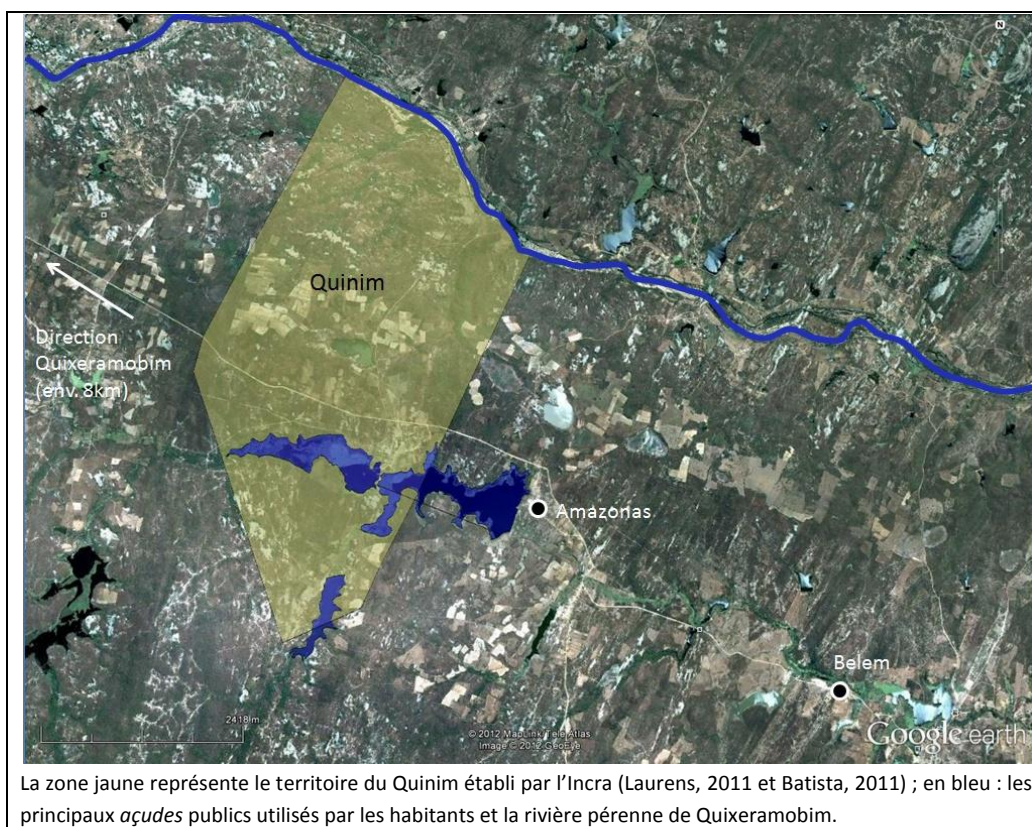 N
Quinim
Direction
Quixeramobim
(env. 8km)
Amazonas
Belem
2418 m
© 2012 MapLink/Tele Atlas
Image © 2012 GeoEye
Google earth
La zone jaune représente le territoire du Quinim établi par l'Incra (Laurens, 2011 et Batista, 2011) ; en bleu : les
principaux açudes publics utilisés par les habitants et la rivière pérenne de Quixeramobim.